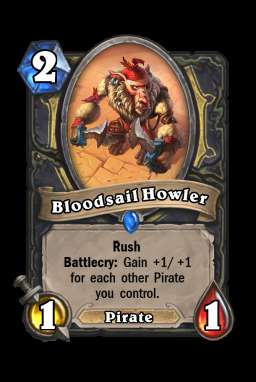 2
Bloodsail Howler
Rush
Battlecry: Gain +1/ +1
for each other Pirate
you control.
1
Pirate
1